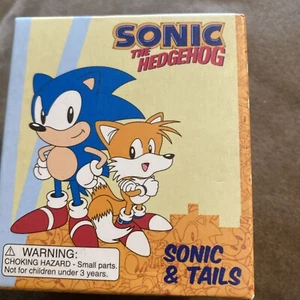 SONIC
THE
HEDGEHOG
⚠ WARNING:
CHOKING HAZARD - Small parts.
Not for children under 3 years.
SONIC
& TAILS